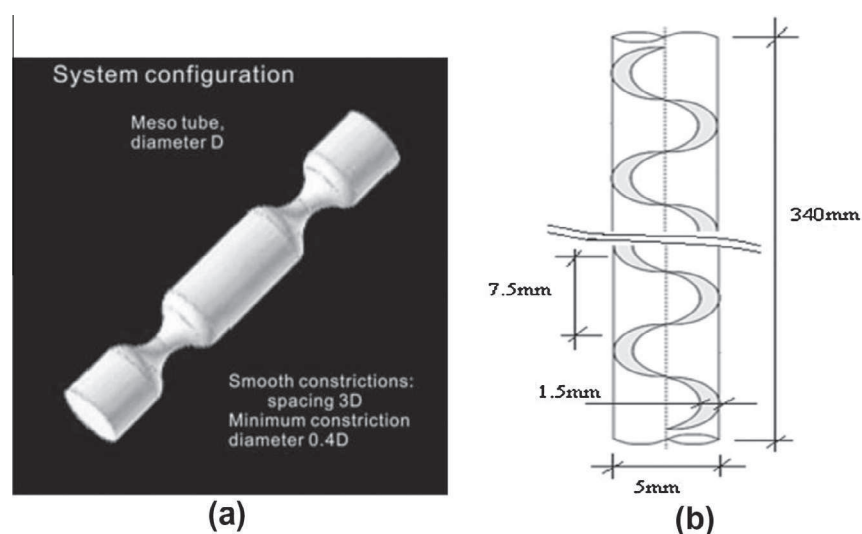 System configuration
Meso tube,
diameter D
Smooth constrictions:
spacing 3D
Minimum constriction
diameter 0.4D
(a)
340mm
7.5mm
1.5mm
5mm
(b)